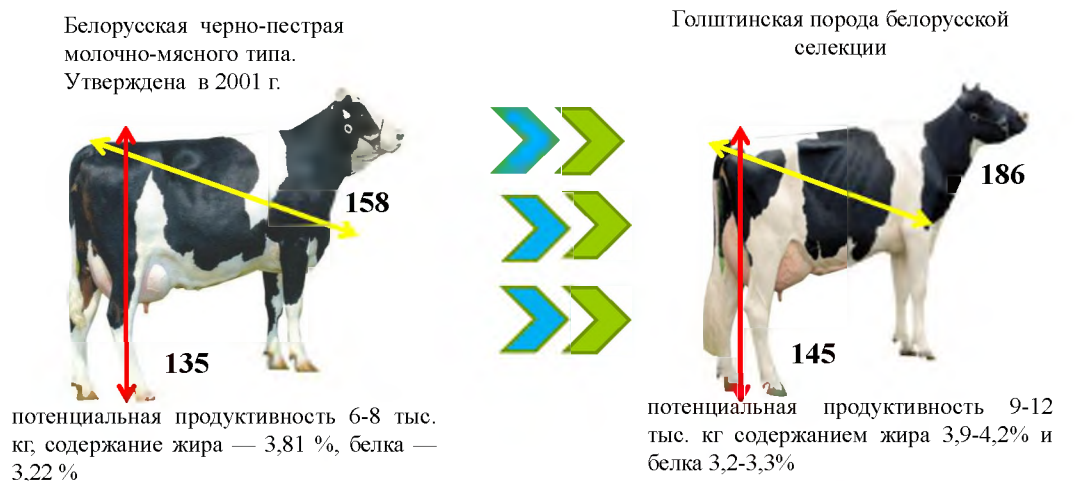 Белорусская черно-пестрая
молочно-мясного типа.
Утверждена в 2001 г.
158
135
потенциальная продуктивность 6-8 тыс.
кг, содержание жира — 3,81 %, белка —
3,22 %
Голштинская порода белорусской
селекции
186
145
потенциальная продуктивность 9-12
тыс. кг содержанием жира 3,9-4,2% и
белка 3,2-3,3%